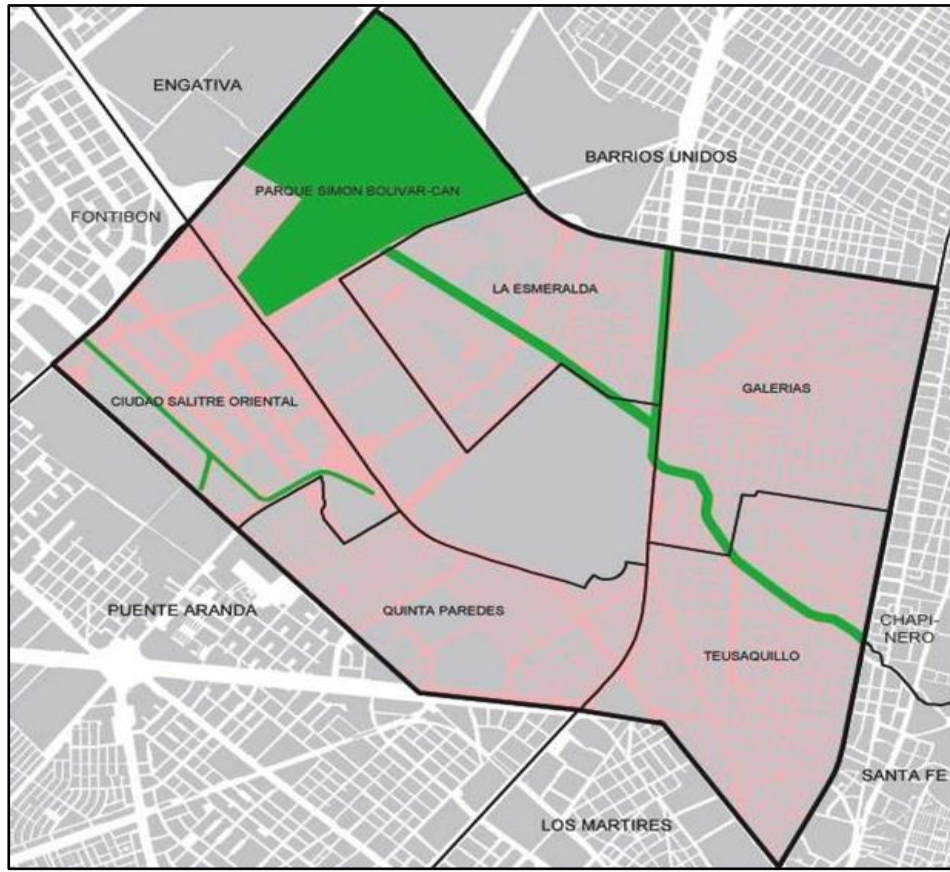 ENGATIVA
BARRIOS UNIDOS
PARQUE SIMON BOLIVAR-CAN
FONTIBON
LA ESMERALDA
GALERIAS
CIUDAD SALITRE ORIENTAL
PUENTE ARANDA
QUINTA PAREDES
CHAPI-
NERO
TEUSAQUILLO
SANTA FE
LOS MARTIRES